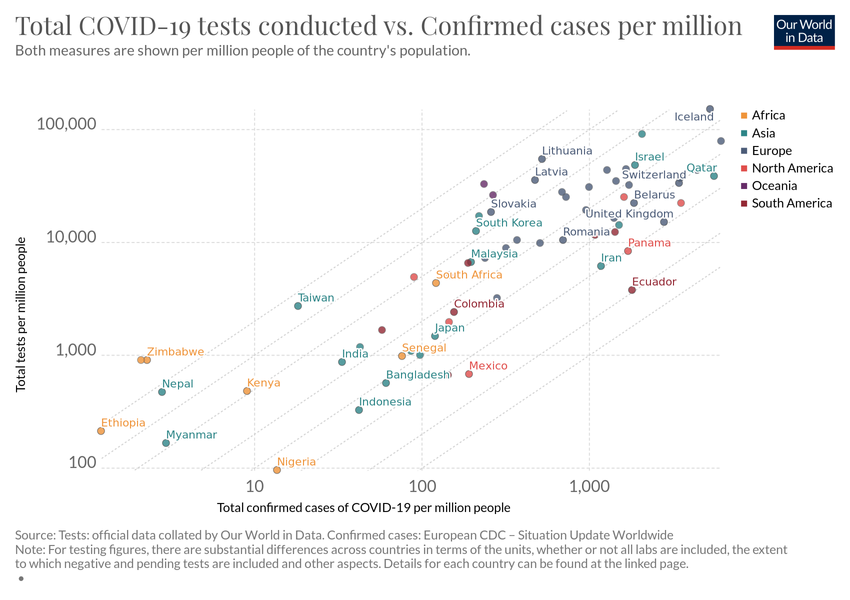 Total COVID-19 tests conducted vs. Confirmed cases per million
Both measures are shown per million people of the country's population.
Our World
in Data
Total tests per million people
100,000
10,000
1,000
100
10
100
1,000
Total confirmed cases of COVID-19 per million people
Iceland
Lithuania
Israel
Latvia
Switzerland
Qatar
Belarus
Slovakia
United Kingdom
South Korea
Romania
Panama
Malaysia
Iran
South Africa
Ecuador
Taiwan
Colombia
Japan
Zimbabwe
India
Senegal
Mexico
Bangladesh
Nepal
Kenya
Indonesia
Ethiopia
Myanmar
Nigeria
Africa
Asia
Europe
North America
Oceania
South America
Source: Tests: official data collated by Our World in Data. Confirmed cases: European CDC – Situation Update Worldwide
Note: For testing figures, there are substantial differences across countries in terms of the units, whether or not all labs are included, the extent
to which negative and pending tests are included and other aspects. Details for each country can be found at the linked page.
•